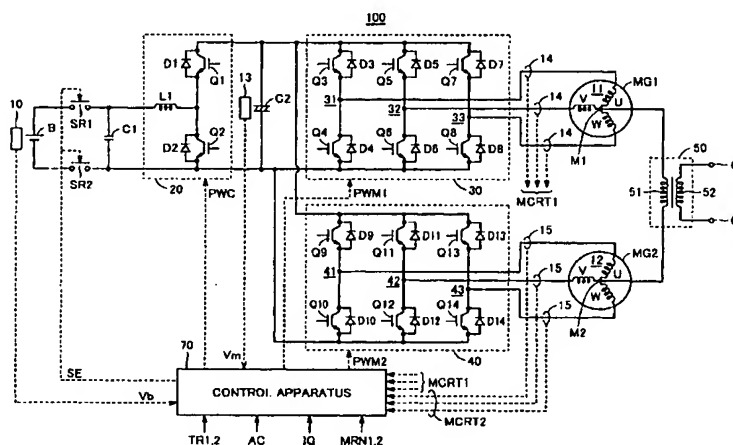 100
D1
Q1
13
D3
Q3
D5
Q5
D7
Q7
14
MG1
10
B
SR1
C1
L1
C2
31
32
33
14
11
V
U
W
M1
D2
Q2
Q4
D4
Q6
D6
Q8
D8
14
50
51
52
SR2
20
PWC
PWM1
30
MCRT1
Q9
D9
Q11
D11
Q13
D13
15
MG2
41
42
43
15
12
V
U
W
M2
Q10
D10
Q12
D12
Q14
D14
15
Vm
70
PWM2
40
SE
Vb
CONTROL APPARATUS
MCRT1
MCRT2
TR1,2
AC
IG
MRN1,2